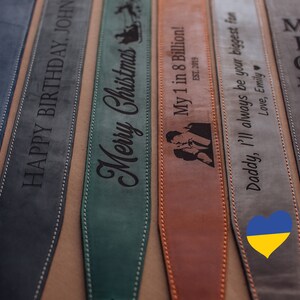 HAPPY BIRTHDAY, JOHN
Merry Christmas
My 1 in 8 Billion!
EST. 2019
Daddy, I'll always be your biggest fan
Love, Emily